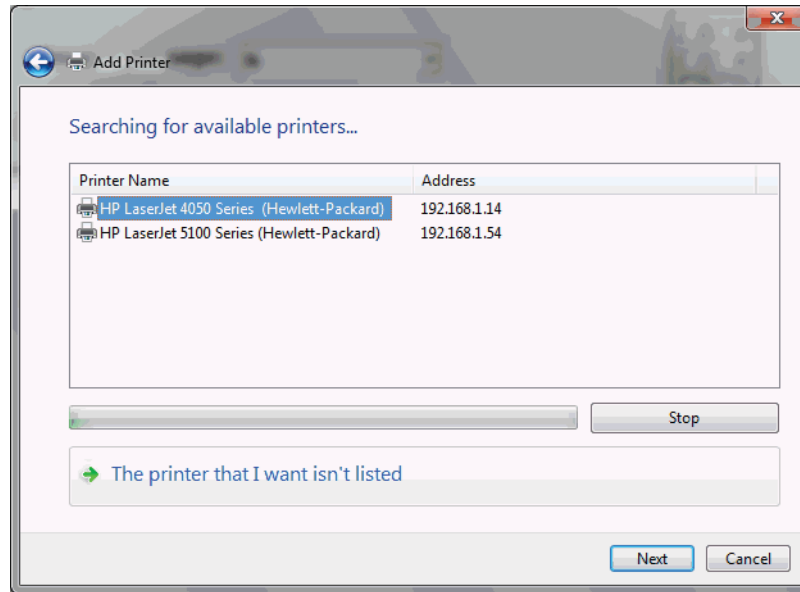 Add Printer
Searching for available printers...
Printer Name Address
HP LaserJet 4050 Series (Hewlett-Packard) 192.168.1.14
HP LaserJet 5100 Series (Hewlett-Packard) 192.168.1.54
Stop
The printer that I want isn't listed
Next Cancel